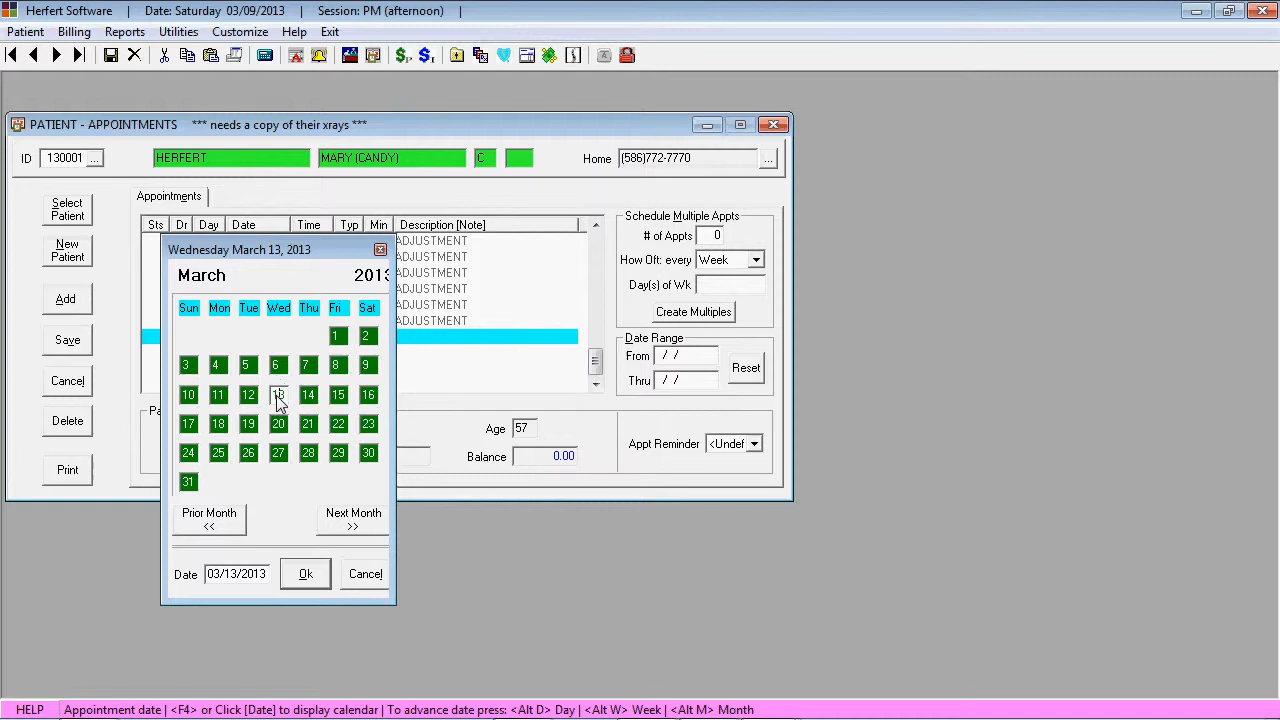 Herfert Software | Date: Saturday 03/09/2013 | Session: PM (afternoon) |
Patient Billing Reports Utilities Customize Help Exit
PATIENT - APPOINTMENTS *** needs a copy of their xrays ***
ID 131001 ... HERFERT MARY (CANDY) C Home (586)772-7770 ...
Select Patient
New Patient
Add
Save
Cancel
Delete
Print
Appointments
Sts Dr Day Date Time Typ Min Description [Note]
ADJUSTMENT
ADJUSTMENT
ADJUSTMENT
ADJUSTMENT
ADJUSTMENT
ADJUSTMENT
Schedule Multiple Appts
# of Appts 0
How Oft: every Week
Day(s) of Wk
Create Multiples
Date Range
From / /
Thru / /
Reset
Age 57
Balance 0.00
Appt Reminder <Undef
Wednesday March 13, 2013
March 2013
Sun Mon Tue Wed Thu Fri Sat
1 2
3 4 5 6 7 8 9
10 11 12 13 14 15 16
17 18 19 20 21 22 23
24 25 26 27 28 29 30
31
Prior Month <<
Next Month >>
Date 03/13/2013 Ok Cancel
HELP Appointment date | <F4> or Click [Date] to display calendar | To advance date press: <Alt D> Day | <Alt W> Week | <Alt M> Month